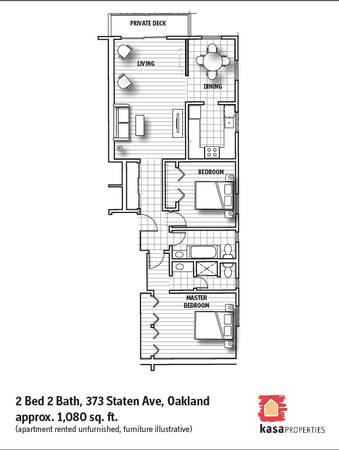 PRIVATE DECK
LIVING
DINING
BEDROOM
MASTER
BEDROOM
2 Bed 2 Bath, 373 Staten Ave, Oakland
approx. 1,080 sq. ft.
(apartment rented unfurnished, furniture illustrative)
kasaPROPERTIES